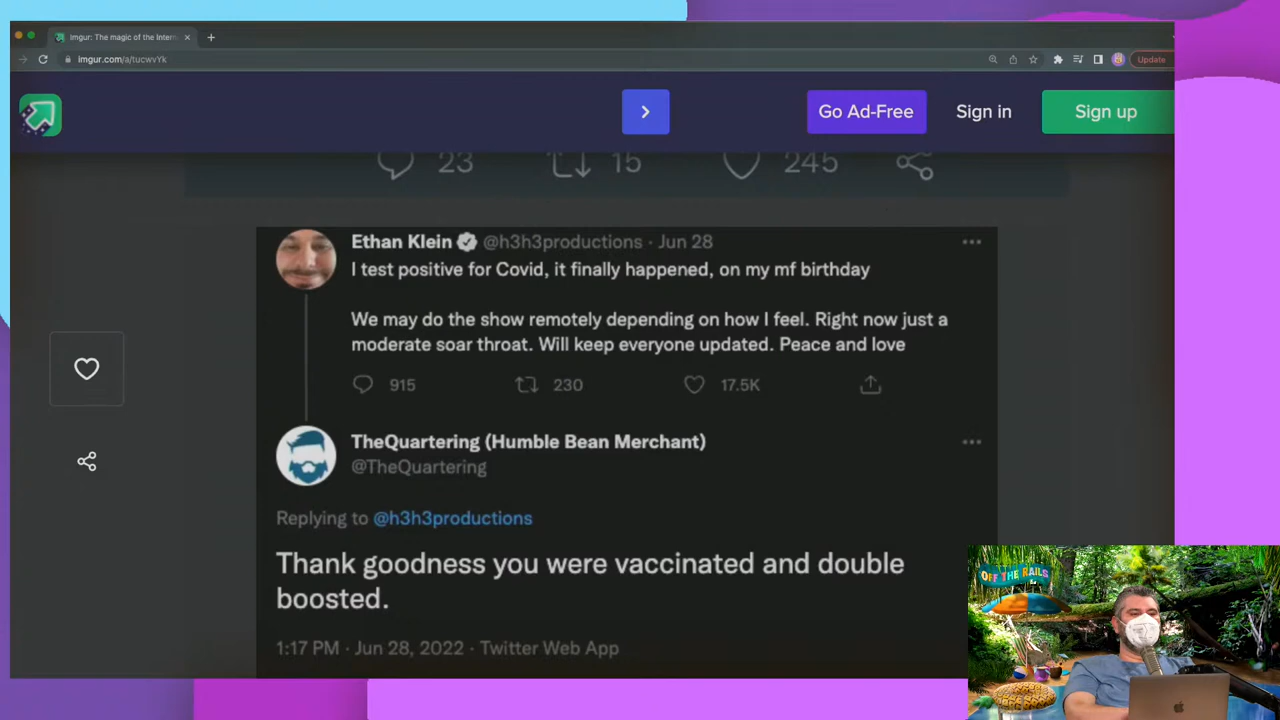 Imgur: The magic of the Intern
imgur.com/a/tucwvYk
Update
Go Ad-Free
Sign in
Sign up
23
15
245
Ethan Klein @h3h3productions · Jun 28
I test positive for Covid, it finally happened, on my mf birthday
We may do the show remotely depending on how I feel. Right now just a
moderate soar throat. Will keep everyone updated. Peace and love
915
230
17.5K
TheQuartering (Humble Bean Merchant)
@TheQuartering
Replying to @h3h3productions
Thank goodness you were vaccinated and double
boosted.
1:17 PM · Jun 28, 2022 · Twitter Web App
OFF THE RAILS